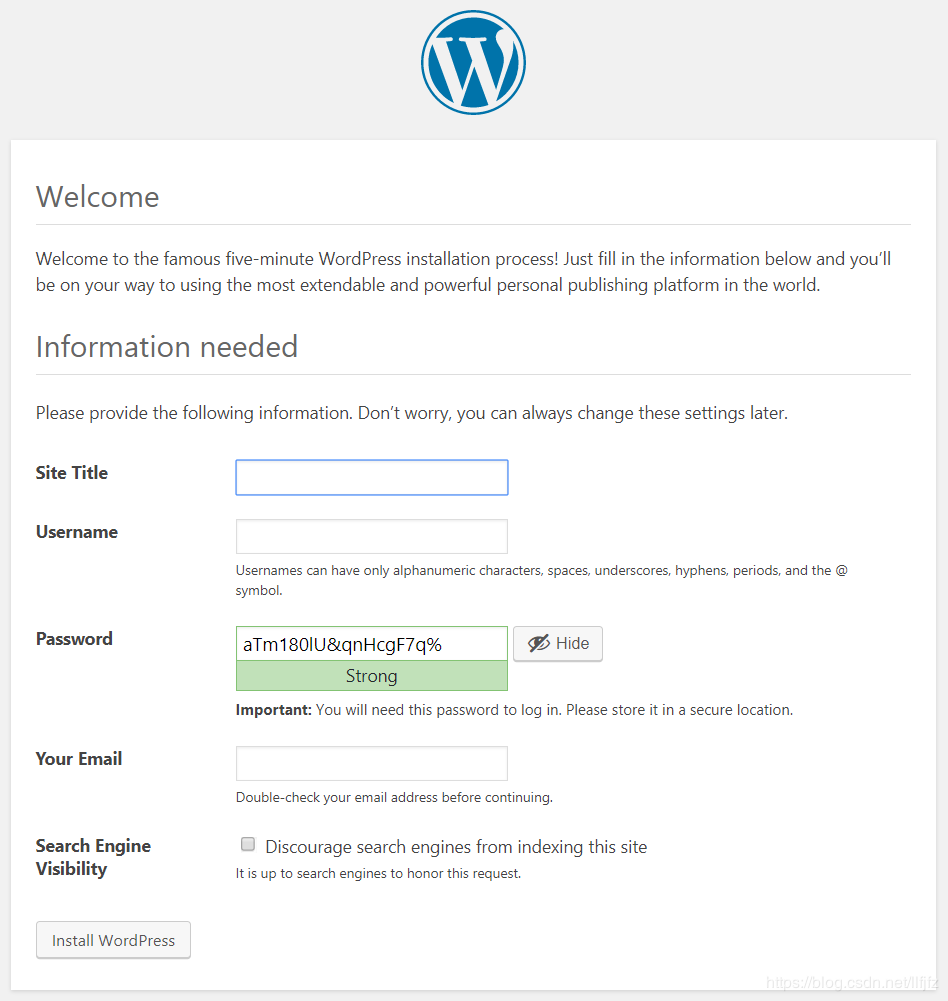 Welcome
Welcome to the famous five-minute WordPress installation process! Just fill in the information below and you’ll
be on your way to using the most extendable and powerful personal publishing platform in the world.
Information needed
Please provide the following information. Don’t worry, you can always change these settings later.
Site Title
Username
Usernames can have only alphanumeric characters, spaces, underscores, hyphens, periods, and the @
symbol.
Password
aTm180lU&qnHcgF7q%
Hide
Strong
Important: You will need this password to log in. Please store it in a secure location.
Your Email
Double-check your email address before continuing.
Search Engine
Visibility
Discourage search engines from indexing this site
It is up to search engines to honor this request.
Install WordPress